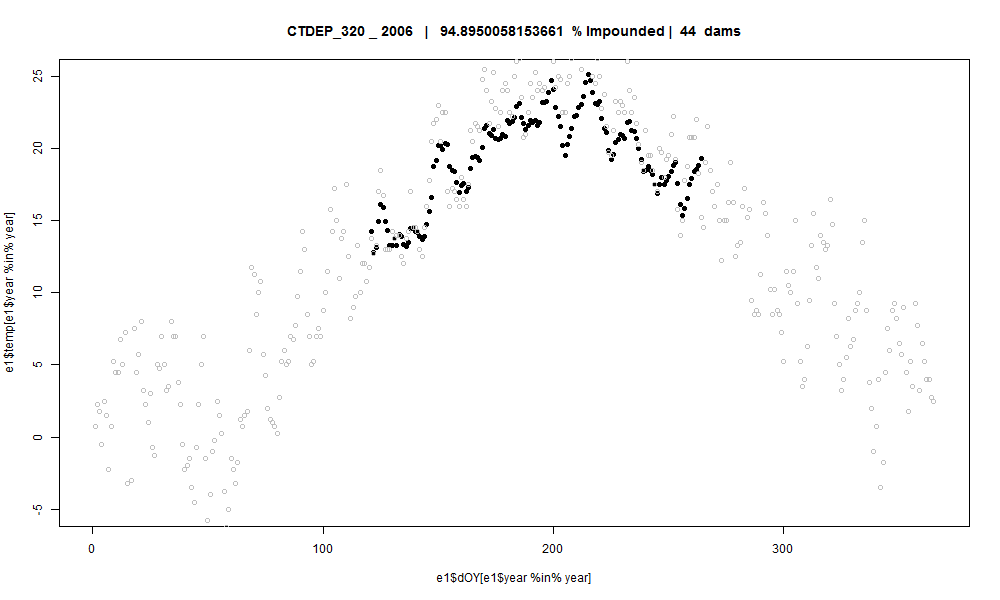 CTDEP_320 _ 2006 | 94.8950058153661 % Impounded | 44 dams
e1$temp[e1$year %in% year]
25
20
15
10
5
0
-5
0 100 200 300
e1$dOY[e1$year %in% year]